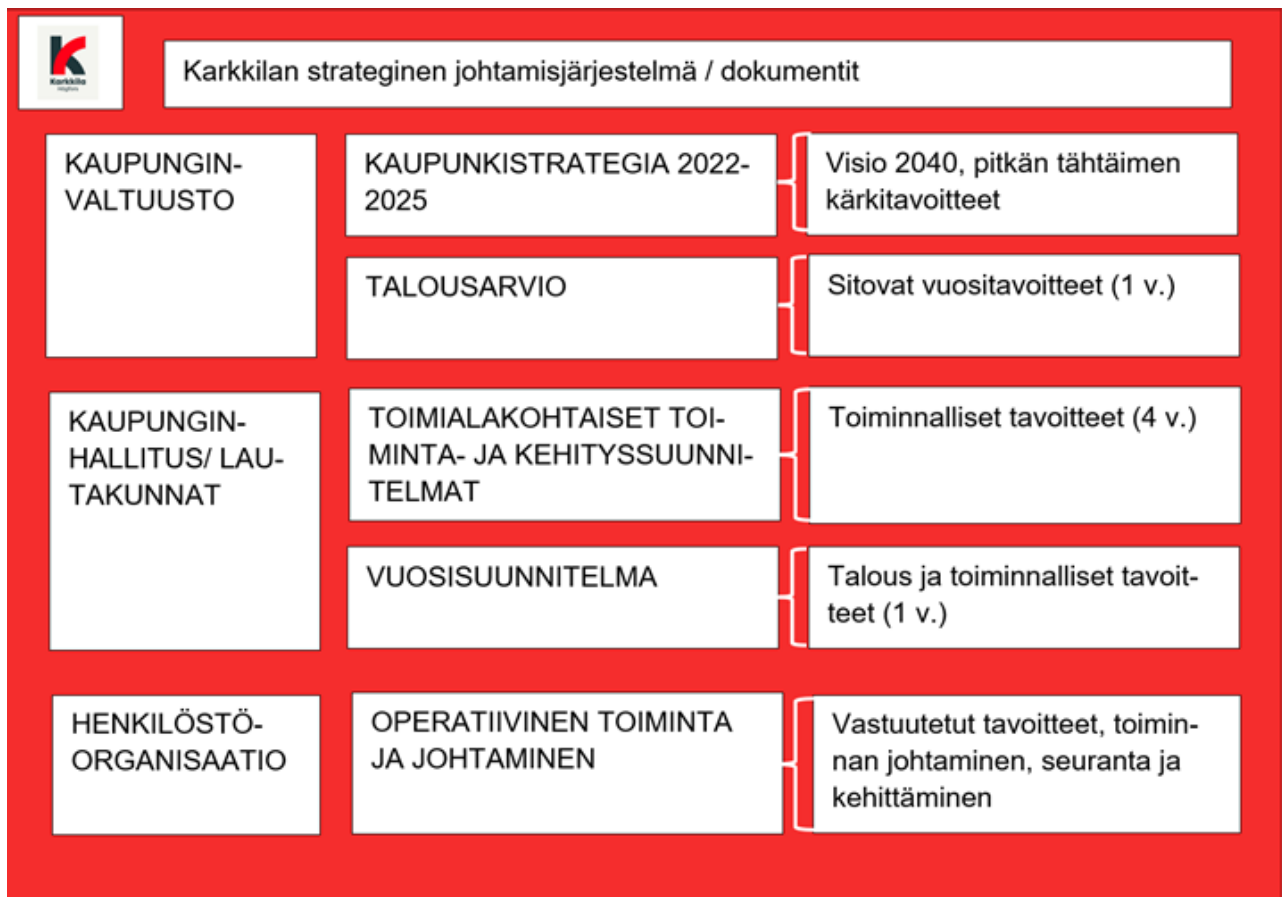 Karkkila
Högfors
Karkkilan strateginen johtamisjärjestelmä / dokumentit
KAUPUNGIN-
VALTUUSTO
KAUPUNKISTRATEGIA 2022-
2025
Visio 2040, pitkän tähtäimen
kärkitavoitteet
TALOUSARVIO
Sitovat vuositavoitteet (1 v.)
KAUPUNGIN-
HALLITUS/ LAU-
TAKUNNAT
TOIMIALAKOHTAISET TOI-
MINTA- JA KEHITYSSUUNNI-
TELMAT
Toiminnalliset tavoitteet (4 v.)
VUOSISUUNNITELMA
Talous ja toiminnalliset tavoit-
teet (1 v.)
HENKILÖSTÖ-
ORGANISAATIO
OPERATIIVINEN TOIMINTA
JA JOHTAMINEN
Vastuutetut tavoitteet, toimin-
nan johtaminen, seuranta ja
kehittäminen